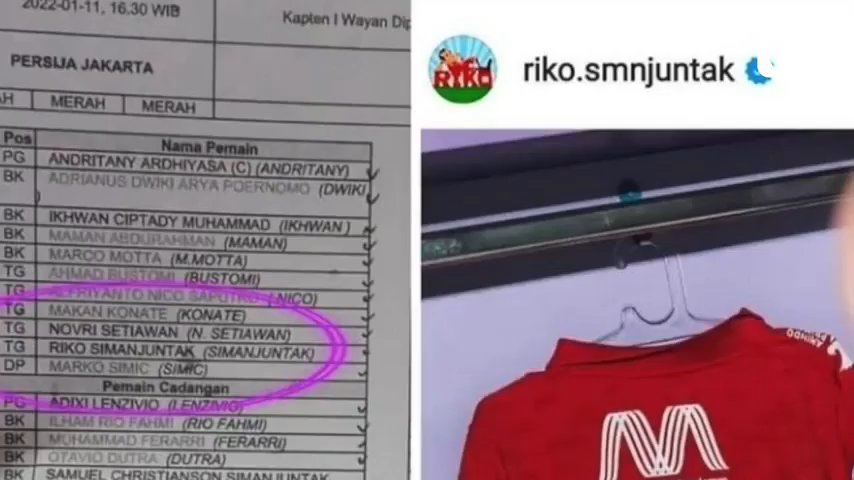 2022-01-11, 16.30 WIB
Kapten I Wayan Dip
PERSIJA JAKARTA
AH MERAH MERAH
Pos Nama Pemain
PG ANDRITANY ARDHIYASA (C) (ANDRITANY)
BK ADRIANUS DWIKI ARYA POERNOMO (DWIKI
)
BK IKHWAN CIPTADY MUHAMMAD (IKHWAN )
BK MAMAN ABDURAHMAN (MAMAN)
BK MARCO MOTTA (M.MOTTA)
TG AHMAD BUSTOMI (BUSTOMI)
TG ALFRIYANTO NICO SAPUTRO (NICO)
TG MAKAN KONATE (KONATE)
TG NOVRI SETIAWAN (N. SETIAWAN)
TG RIKO SIMANJUNTAK (SIMANJUNTAK)
DP MARKO SIMIC (SIMIC)
Pemain Cadangan
PG ADIXI LENZIVIO (LENZIVIO)
BK ILHAM RIO FAHMI (RIO FAHMI)
BK MUHAMMAD FERARRI (FERARRI)
BK OTAVIO DUTRA (DUTRA)
BK SAMUEL CHRISTIANSON SIMANJUNTAK
RIKO
riko.smnjuntak